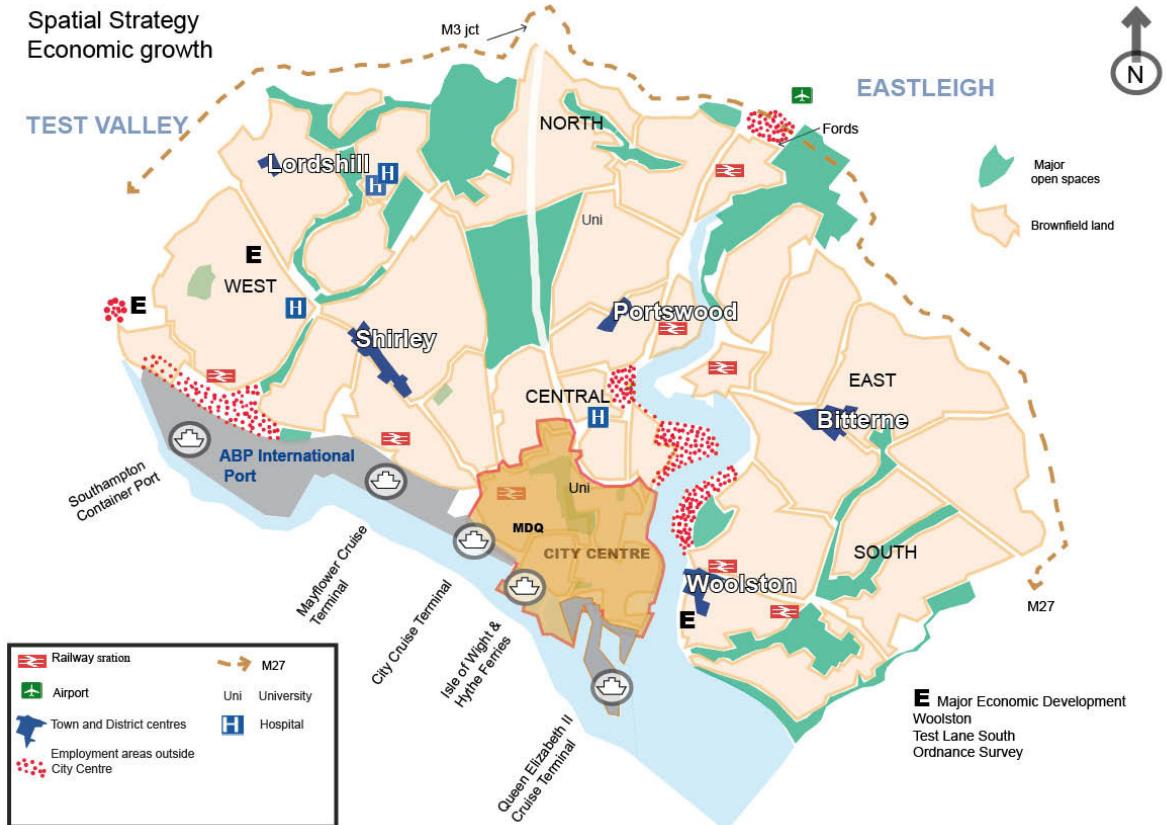 Spatial Strategy
Economic growth
M3 jct
N
TEST VALLEY
EASTLEIGH
NORTH
Fords
Lordshill
H
H
Major
open spaces
Uni
Brownfield land
E
WEST
E
H
Portswood
Shirley
EAST
CENTRAL
H
Bitterne
ABP International
Port
Southampton
Container Port
Uni
MDQ
CITY CENTRE
SOUTH
Mayflower Cruise
Terminal
Woolston
City Cruise Terminal
Isle of Wight &
Hythe Ferries
E
M27
Queen Elizabeth II
Cruise Terminal
Railway sration
M27
Airport
Uni University
Town and District centres
H Hospital
Employment areas outside
City Centre
E Major Economic Development
Woolston
Test Lane South
Ordnance Survey